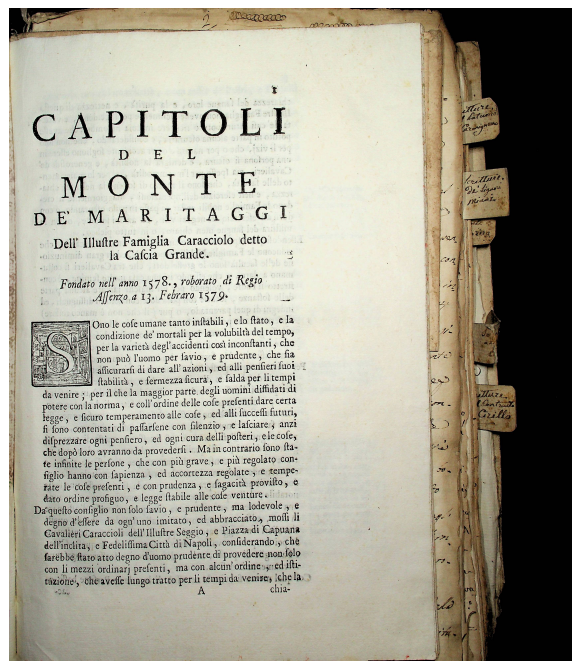 CAPITOLI
DEL
MONTE
DE' MARITAGGI
Dell' Illuſtre Famiglia Caracciolo detto
la Caſcia Grande.
Fondato nell'anno 1578., roborato di Regio
Aſſenzo a 13. Febraro 1579.
SOno le coſe umane tanto inſtabili, e lo ſtato, e la
condizione de' mortali per la volubiltà del tempo,
per la varietà degl'accidenti così inconſtanti, che
non può l'uomo per ſavio, e prudente, che ſia
aſſicurarſi di dare all'azioni, ed alli penſieri ſuoi
ſtabilità, e fermezza ſicura, e ſalda per li tempi
da venire; per il che la maggior parte degli uomini diffidati di
potere con la norma, e coll'ordine delle coſe preſenti dare certa
legge, e ſicuro temperamento alle coſe, ed alli ſucceſſi futuri,
ſi ſono contentati di paſſarſene con ſilenzio, e laſciare, anzi
diſprezzare ogni penſiero, ed ogni cura delli poſteri, e le coſe,
che dopò loro avranno da provederſi. Ma in contrario ſono ſta-
te infinite le perſone, che con più grave, e più regolato con-
ſiglio hanno con ſapienza, ed accortezza regolate, e tempe-
rate le coſe preſenti, e con prudenza, e ſagacità proviſto, e
dato ordine profiguo, e legge ſtabile alle coſe venture.
Da queſto conſiglio non ſolo ſavio, e prudente, ma lodevole, e
degno d'eſſere da ogn'uno imitato, ed abbracciato, moſſi li
Cavalieri Caraccioli dell'Illuſtre Seggio, e Piazza di Capuana
dell'inclita, e Fedeliſſima Città di Napoli, conſiderando, che
ſarebbe ſtato atto degno d'uomo prudente di provedere non ſolo
con li mezzi ordinarj preſenti, ma con alcun'ordine, ed iſti-
tuzione, che aveſſe lungo tratto per li tempi da venire, che la
A chia-